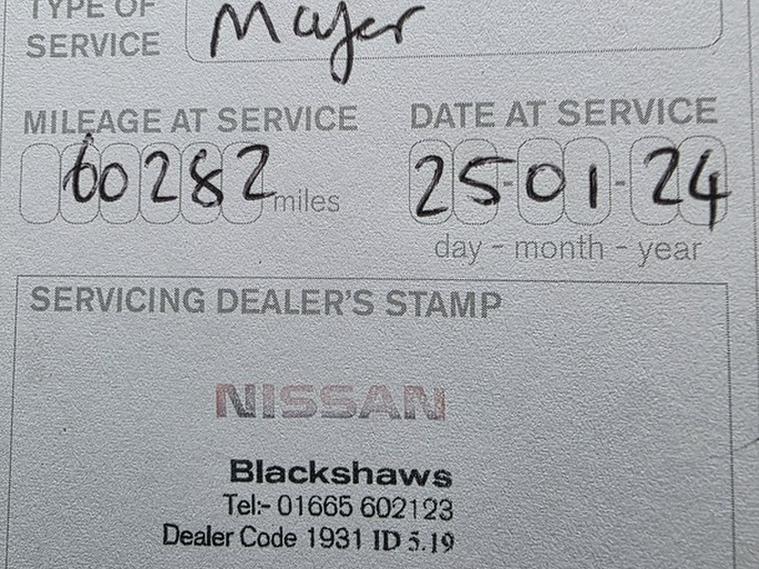 TYPE OF
SERVICE
Major
MILEAGE AT SERVICE
60282 miles
DATE AT SERVICE
25-01-24
day - month - year
SERVICING DEALER'S STAMP
NISSAN
Blackshaws
Tel:- 01665 602123
Dealer Code 1931 ID 5.19